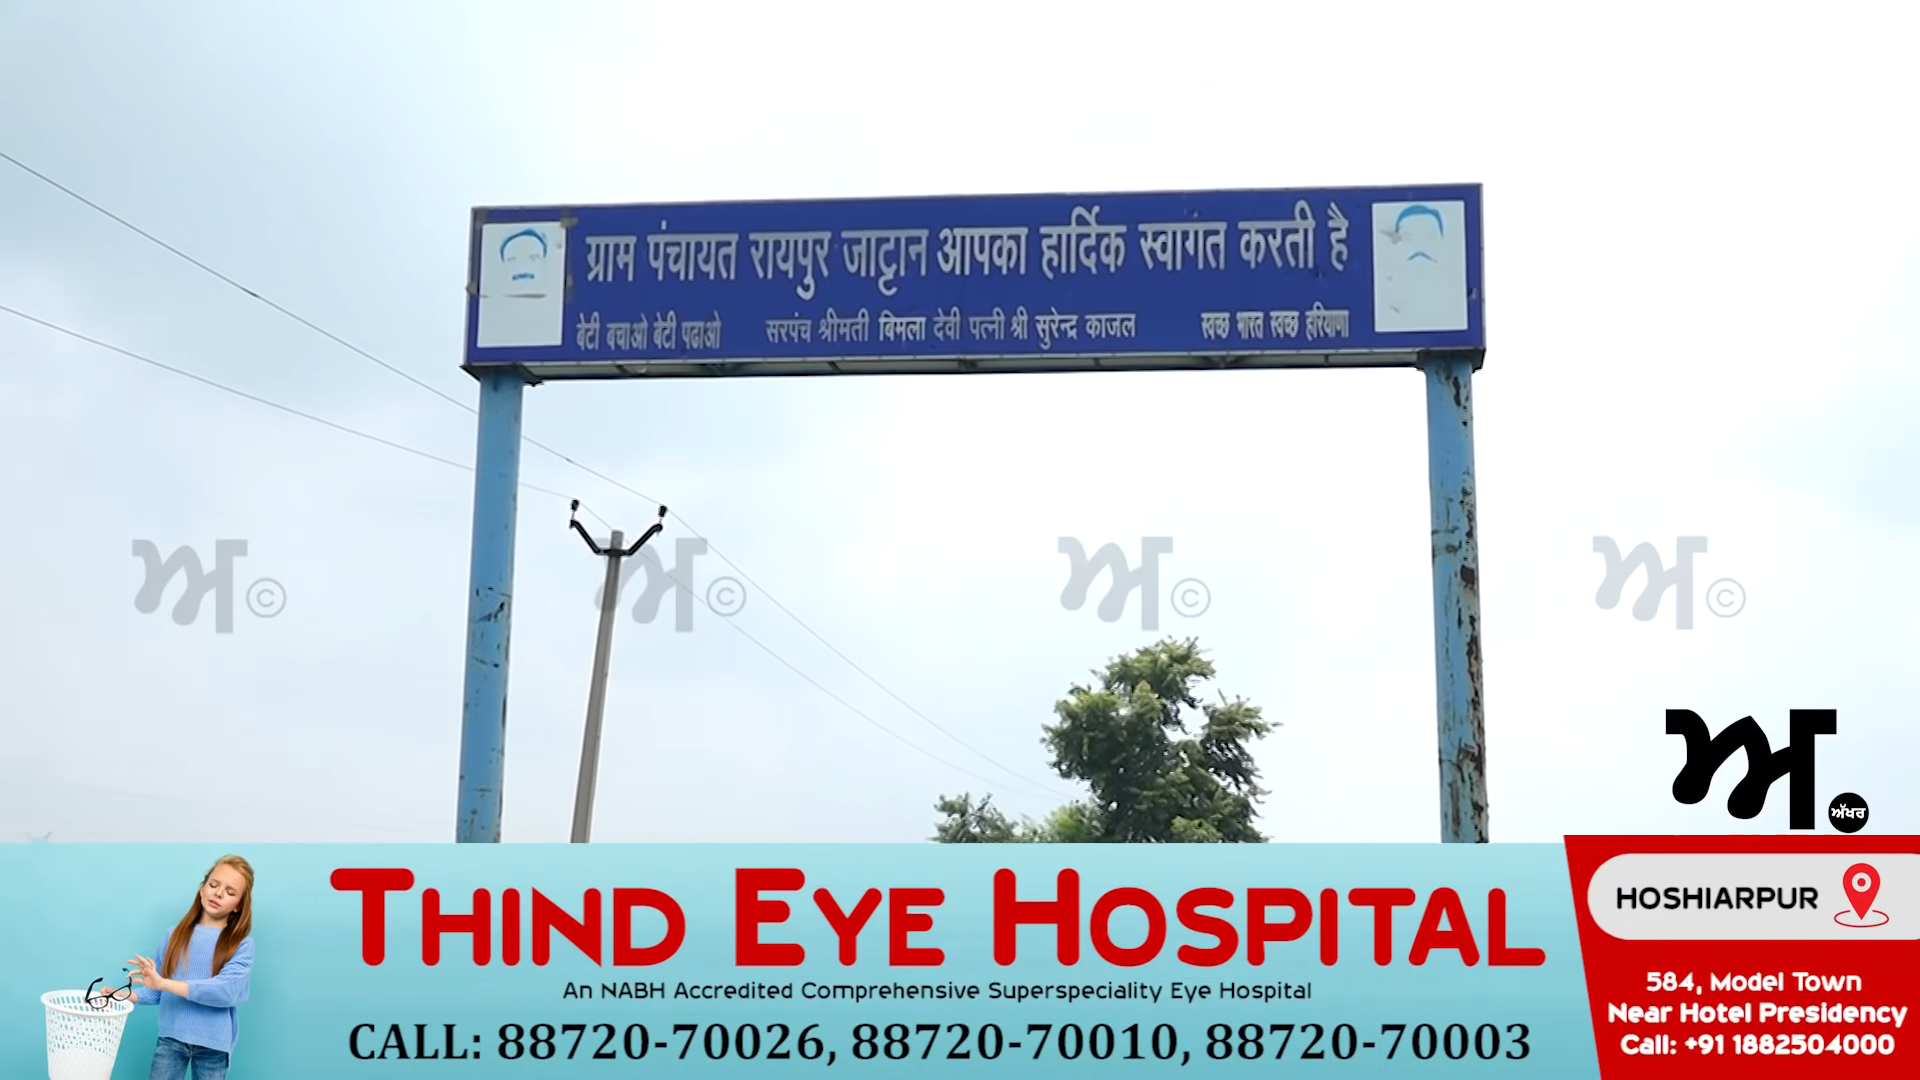 ग्राम पंचायत रायपुर जाट्टान आपका हार्दिक स्वागत करती है
बेटी बचाओ बेटी पढाओ
सरपंच श्रीमती बिमला देवी पत्नी श्री सुरेन्द्र काजल
स्वच्छ भारत स्वच्छ हरियाणा
ਅ ©
ਅ ©
ਅ ©
ਅ ©
ਅ
ਅੱਖਰ
THIND EYE HOSPITAL
An NABH Accredited Comprehensive Superspeciality Eye Hospital
CALL: 88720-70026, 88720-70010, 88720-70003
HOSHIARPUR
584, Model Town
Near Hotel Presidency
Call: +91 1882504000